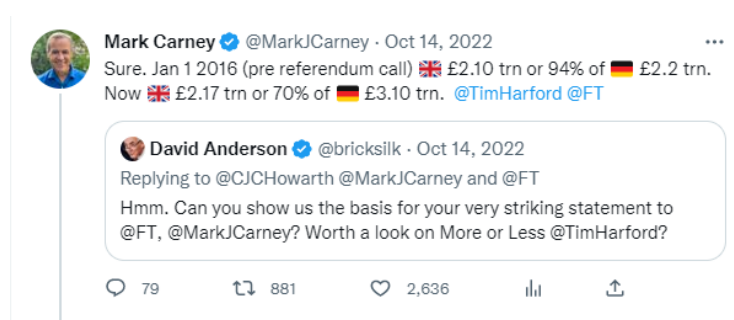 Mark Carney @MarkJCarney · Oct 14, 2022 ...
Sure. Jan 1 2016 (pre referendum call) 🇬🇧 £2.10 trn or 94% of 🇩🇪 £2.2 trn.
Now 🇬🇧 £2.17 trn or 70% of 🇩🇪 £3.10 trn. @TimHarford @FT
David Anderson @bricksilk · Oct 14, 2022
Replying to @CJCHowarth @MarkJCarney and @FT
Hmm. Can you show us the basis for your very striking statement to
@FT, @MarkJCarney? Worth a look on More or Less @TimHarford?
79 881 2,636